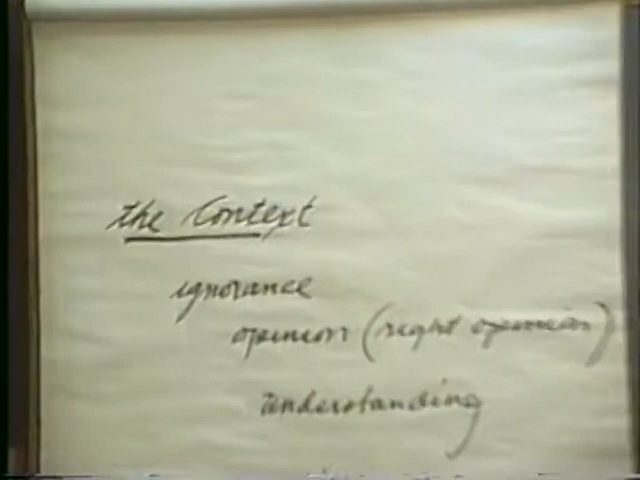 the Context
ignorance
opinion (right opinion)
understanding